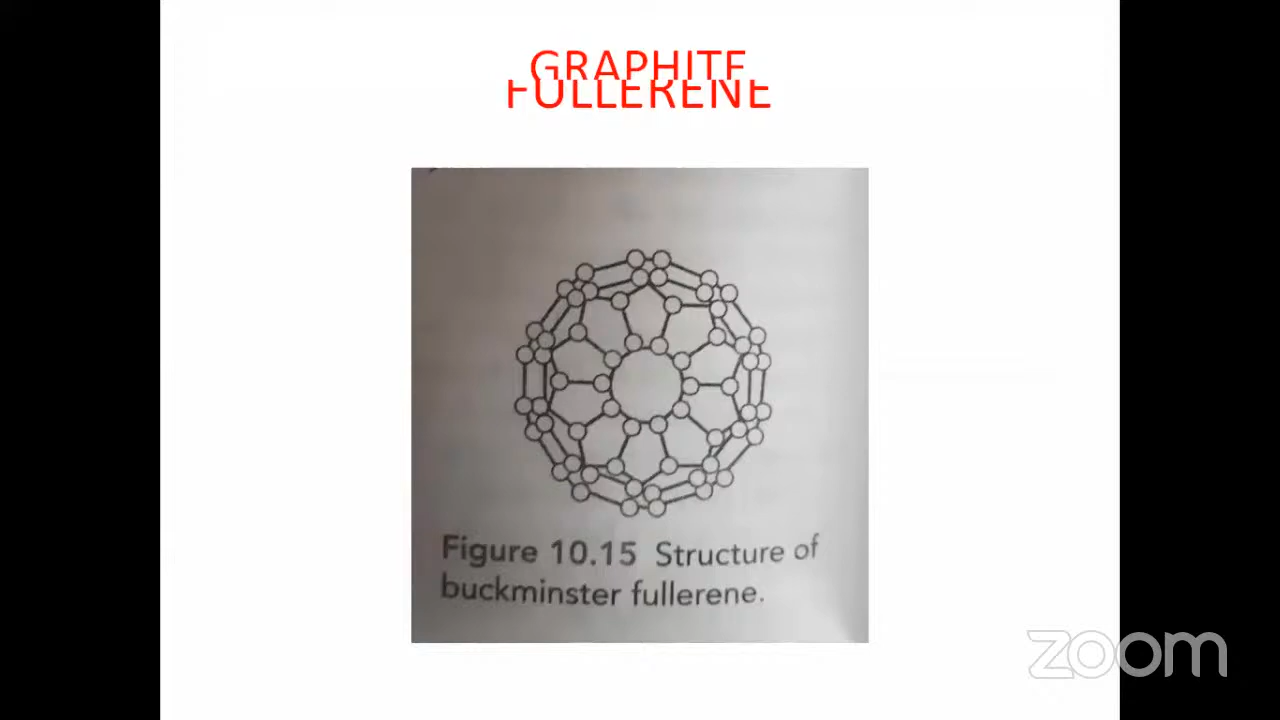 GRAPHITE
FULLERENE
Figure 10.15 Structure of
buckminster fullerene.
zoom